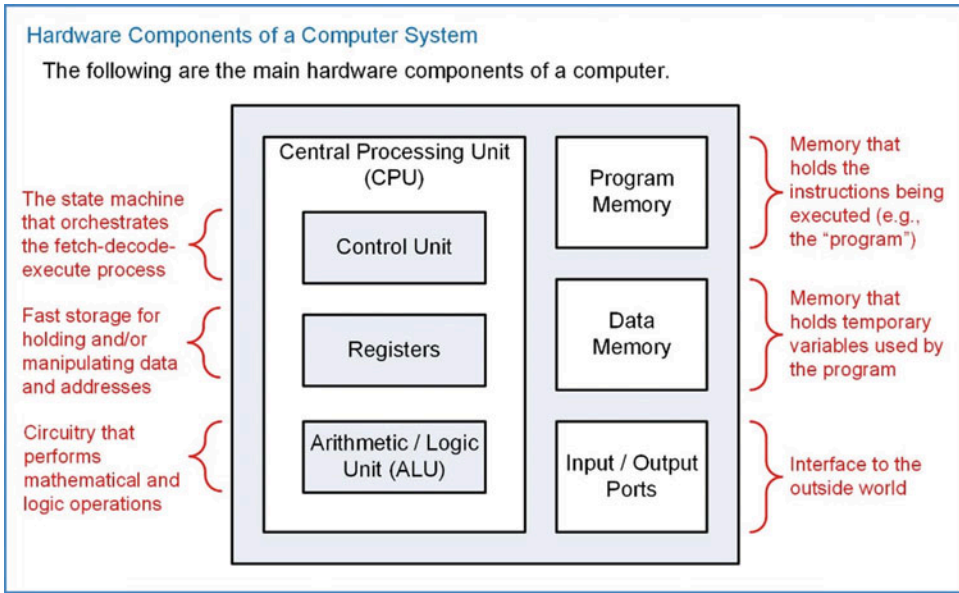 Hardware Components of a Computer System
The following are the main hardware components of a computer.
The state machine
that orchestrates
the fetch-decode-
execute process
Fast storage for
holding and/or
manipulating data
and addresses
Circuitry that
performs
mathematical and
logic operations
Central Processing Unit
(CPU)
Control Unit
Registers
Arithmetic / Logic
Unit (ALU)
Program
Memory
Data
Memory
Input / Output
Ports
Memory that
holds the
instructions being
executed (e.g.,
the “program”)
Memory that
holds temporary
variables used by
the program
Interface to the
outside world